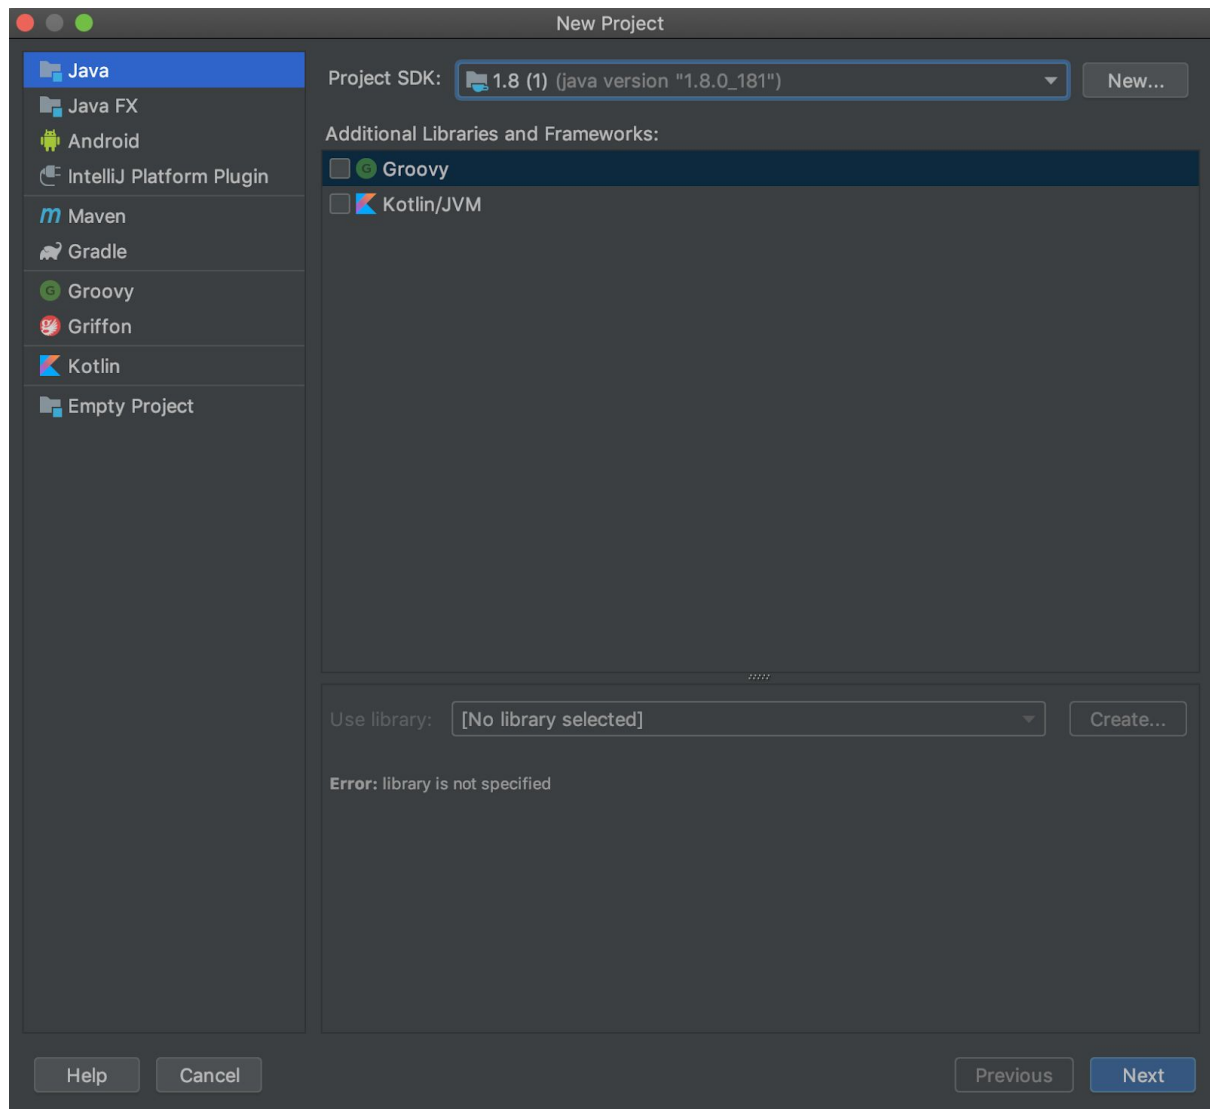 New Project
Java
Java FX
Android
IntelliJ Platform Plugin
Maven
Gradle
Groovy
Griffon
Kotlin
Empty Project
Project SDK: 1.8 (1) (java version "1.8.0_181") New...
Additional Libraries and Frameworks:
Groovy
Kotlin/JVM
Use library: [No library selected] Create...
Error: library is not specified
Help Cancel Previous Next